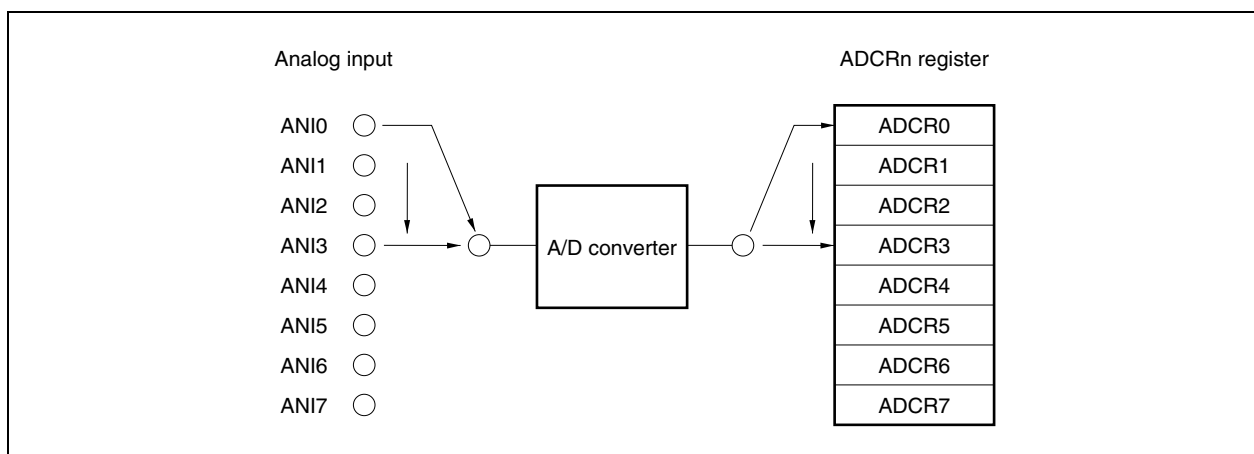 Analog input
ADCRn register
ANI0
ANI1
ANI2
ANI3
ANI4
ANI5
ANI6
ANI7
A/D converter
ADCR0
ADCR1
ADCR2
ADCR3
ADCR4
ADCR5
ADCR6
ADCR7